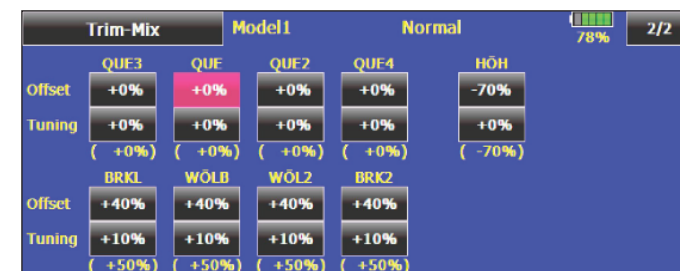 Trim-Mix Model1 Normal 78% 2/2
QUE3 QUE QUE2 QUE4 HÖH
Offset +0% +0% +0% +0% -70%
Tuning +0% +0% +0% +0% +0%
( +0%) ( +0%) ( +0%) ( +0%) ( -70%)
BRKL WÖLB WÖL2 BRK2
Offset +40% +40% +40% +40%
Tuning +10% +10% +10% +10%
( +50%) ( +50%) ( +50%) ( +50%)